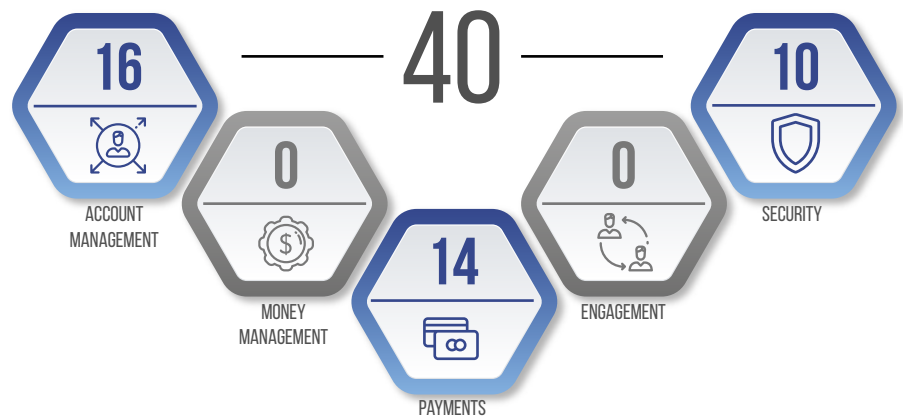 40
16
ACCOUNT
MANAGEMENT
0
$
MONEY
MANAGEMENT
14
PAYMENTS
0
ENGAGEMENT
10
SECURITY